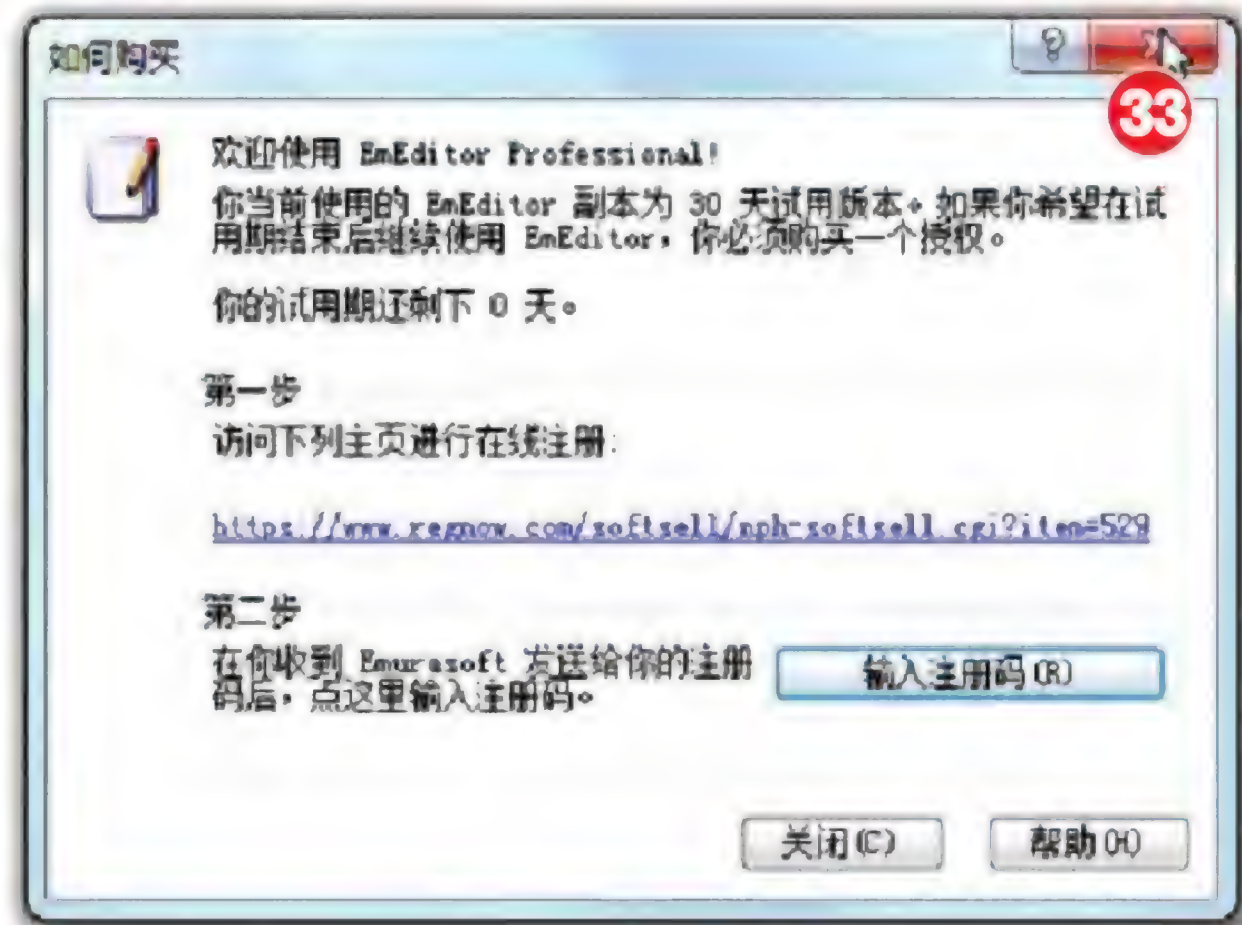 如何购买
33
欢迎使用 EmEditor Professional!
你当前使用的 EmEditor 副本为 30 天试用版本。如果你希望在试
用期结束后继续使用 EmEditor，你必须购买一个授权。
你的试用期还剩下 0 天。
第一步
访问下列主页进行在线注册:
https://www.regnow.com/softsell/nph-softsell.cgi?item=529
第二步
在你收到 Emurasoft 发送给你的注册
码后，点这里输入注册码。
输入注册码(R)
关闭(C)
帮助(H)